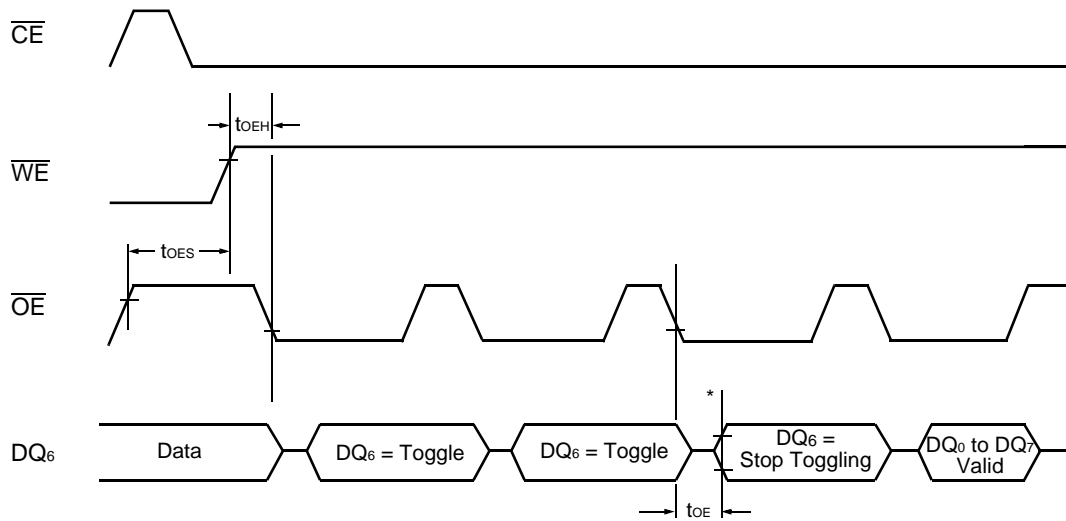 CE
tOEH
WE
tOES
OE
*
DQ6
Data
DQ6 = Toggle
DQ6 = Toggle
DQ6 =
Stop Toggling
DQ0 to DQ7
Valid
tOE